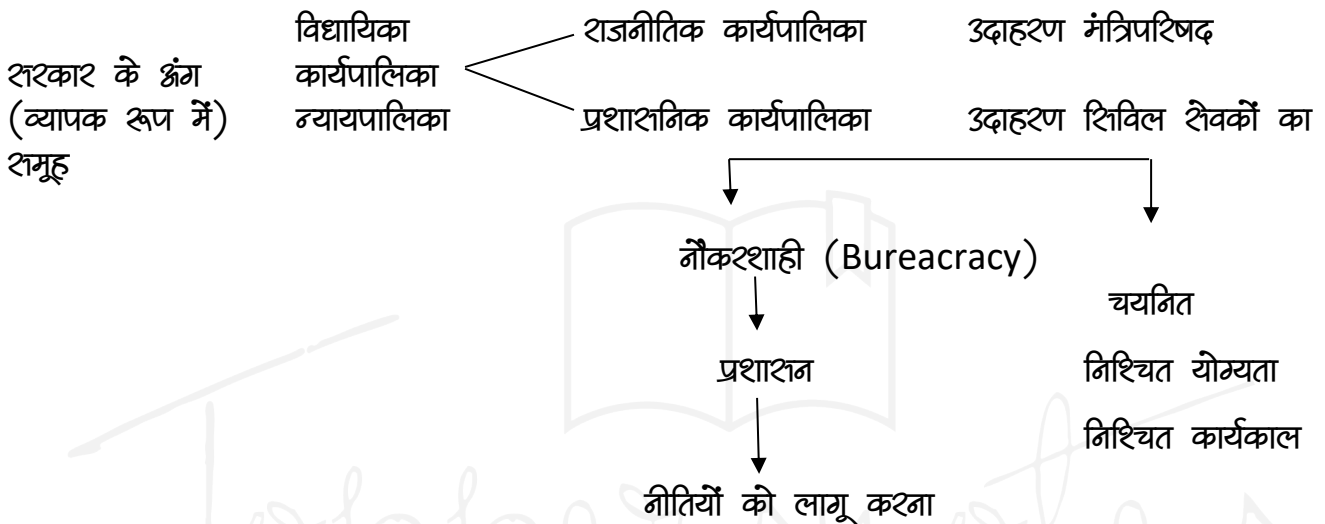 विधायिका राजनीतिक कार्यपालिका उदाहरण मंत्रिपरिषद
सरकार के अंग कार्यपालिका
(व्यापक रूप में) न्यायपालिका प्रशासनिक कार्यपालिका उदाहरण सिविल सेवकों का
समूह
नौकरशाही (Bureacracy)
चयनित
प्रशासन निश्चित योग्यता
निश्चित कार्यकाल
नीतियों को लागू करना